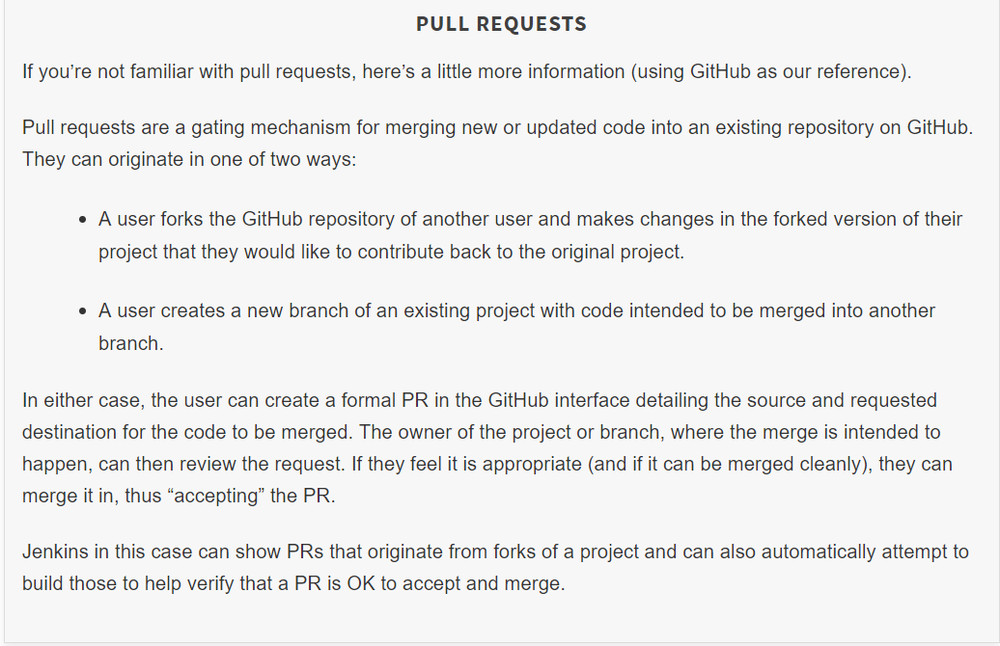 PULL REQUESTS
If you’re not familiar with pull requests, here’s a little more information (using GitHub as our reference).
Pull requests are a gating mechanism for merging new or updated code into an existing repository on GitHub.
They can originate in one of two ways:
• A user forks the GitHub repository of another user and makes changes in the forked version of their
project that they would like to contribute back to the original project.
• A user creates a new branch of an existing project with code intended to be merged into another
branch.
In either case, the user can create a formal PR in the GitHub interface detailing the source and requested
destination for the code to be merged. The owner of the project or branch, where the merge is intended to
happen, can then review the request. If they feel it is appropriate (and if it can be merged cleanly), they can
merge it in, thus “accepting” the PR.
Jenkins in this case can show PRs that originate from forks of a project and can also automatically attempt to
build those to help verify that a PR is OK to accept and merge.